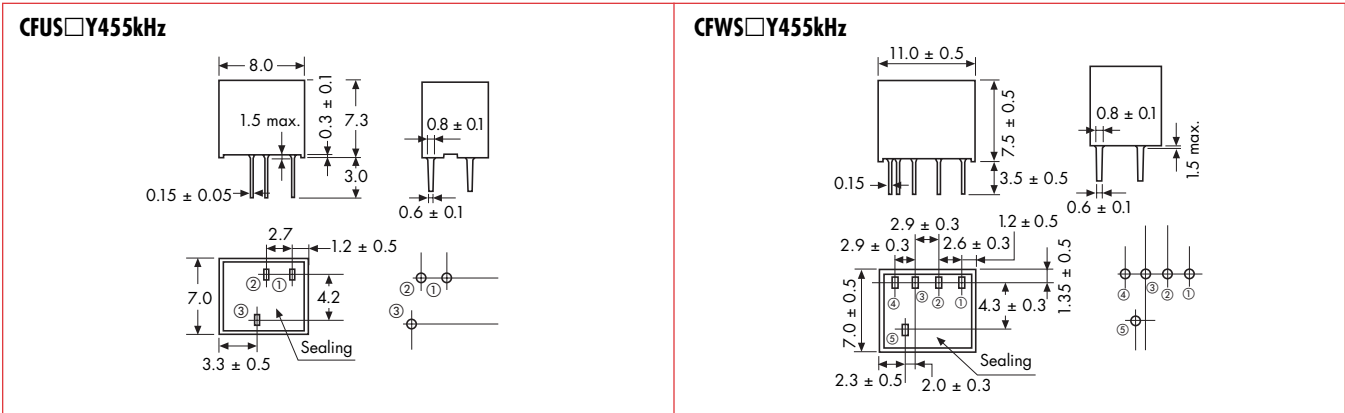 CFUS□Y455kHz
8.0
0.3 ± 0.1
1.5 max.
7.3
0.8 ± 0.1
3.0
0.15 ± 0.05
0.6 ± 0.1
2.7
1.2 ± 0.5
② ①
7.0
4.2
③
Sealing
3.3 ± 0.5
② ①
③
CFWS□Y455kHz
11.0 ± 0.5
7.5 ± 0.5
0.8 ± 0.1
1.5 max.
0.15
3.5 ± 0.5
0.6 ± 0.1
2.9 ± 0.3
1.2 ± 0.5
2.9 ± 0.3
2.6 ± 0.3
1.35 ± 0.5
④ ③ ② ①
7.0 ± 0.5
4.3 ± 0.3
⑤
Sealing
2.3 ± 0.5
2.0 ± 0.3
④ ③ ② ①
⑤